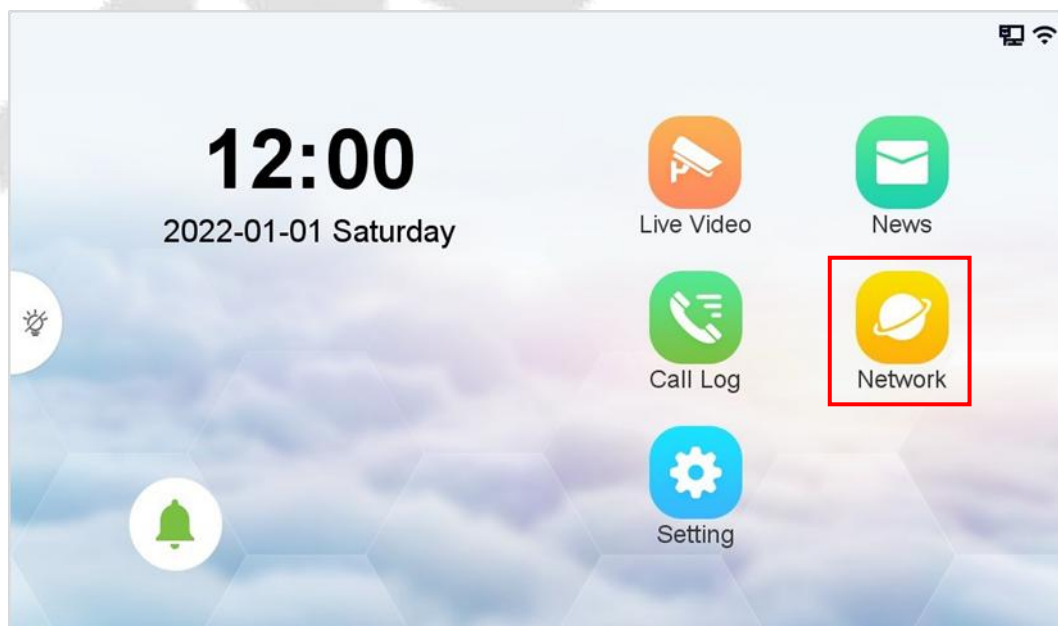 12:00
2022-01-01 Saturday
Live Video
News
Call Log
Network
Setting